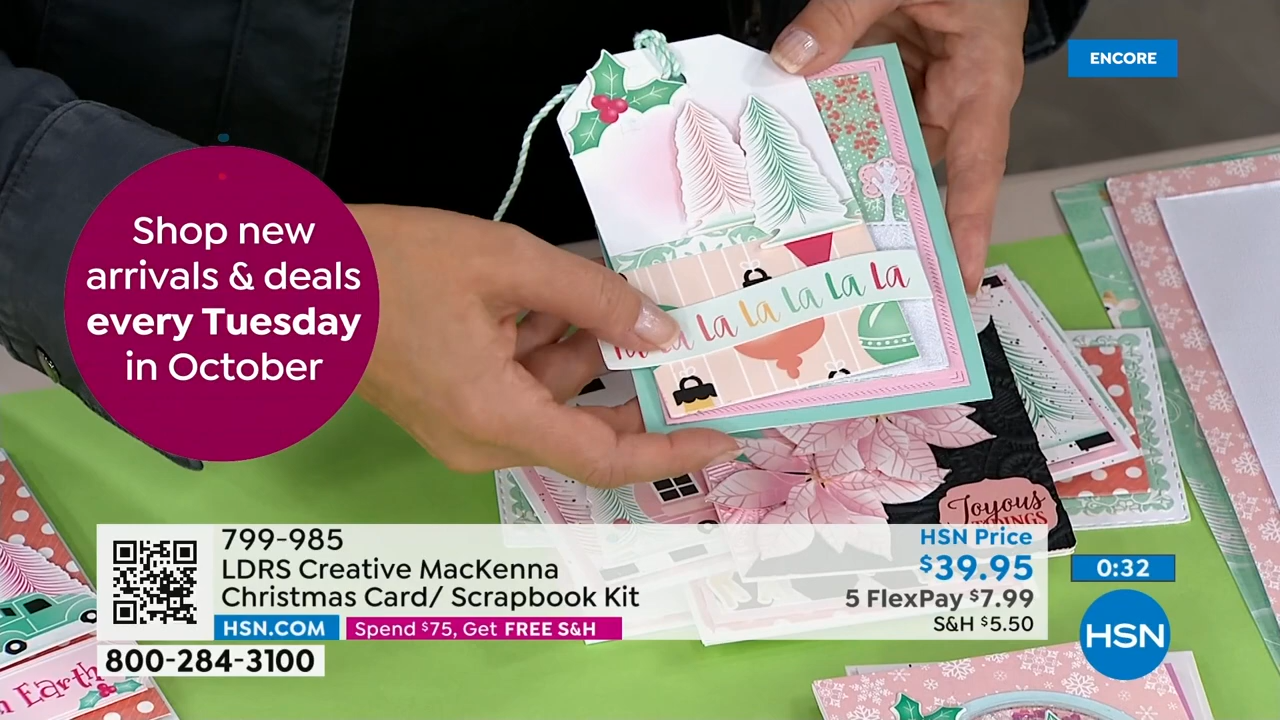 ENCORE
Shop new
arrivals & deals
every Tuesday
in October
la la la la la
Joyous
799-985
LDRS Creative MacKenna
Christmas Card/ Scrapbook Kit
HSN.COM
Spend $75, Get FREE S&H
800-284-3100
HSN Price
$39.95
5 FlexPay $7.99
S&H $5.50
0:32
HSN
Earth